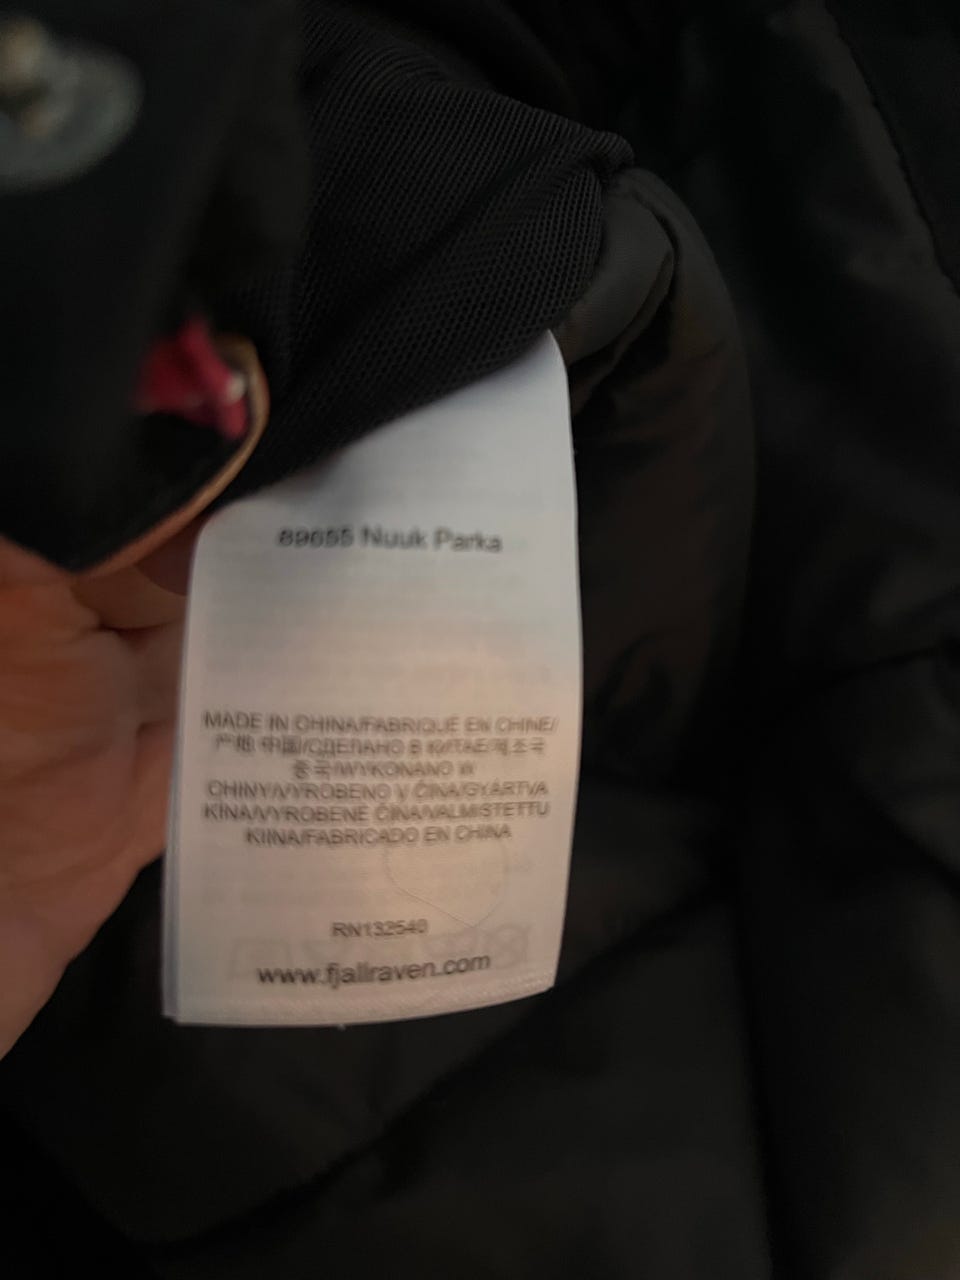 89655 Nuuk Parka
MADE IN CHINA/FABRIQUÉ EN CHINE/
产地 中国/СДЕЛАНО В КИТАЕ/제조국
중국/WYKONANO W
CHINY/VYROBENO V ČINA/GYÁRTVA
KÍNA/VYROBENÉ ČÍNA/VALMISTETTU
KIINA/FABRICADO EN CHINA
RN132540
www.fjallraven.com